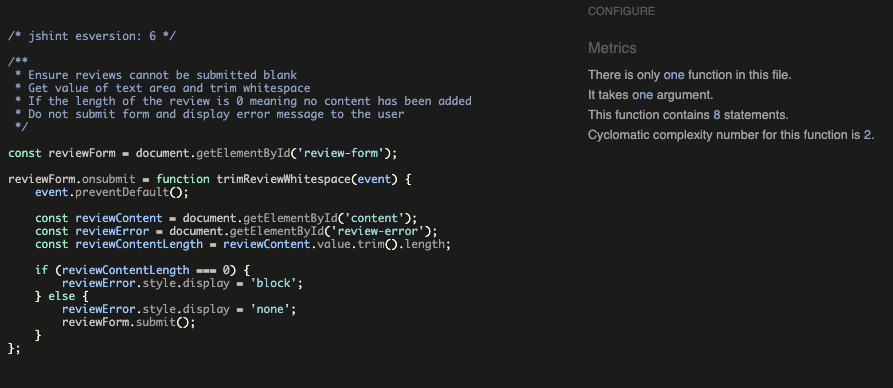 /* jshint esversion: 6 */
/**
 * Ensure reviews cannot be submitted blank
 * Get value of text area and trim whitespace
 * If the length of the review is 0 meaning no content has been added
 * Do not submit form and display error message to the user
 */
const reviewForm = document.getElementById('review-form');
reviewForm.onsubmit = function trimReviewWhitespace(event) {
    event.preventDefault();
    const reviewContent = document.getElementById('content');
    const reviewError = document.getElementById('review-error');
    const reviewContentLength = reviewContent.value.trim().length;
    if (reviewContentLength === 0) {
        reviewError.style.display = 'block';
    } else {
        reviewError.style.display = 'none';
        reviewForm.submit();
    }
};
CONFIGURE
Metrics
There is only one function in this file.
It takes one argument.
This function contains 8 statements.
Cyclomatic complexity number for this function is 2.